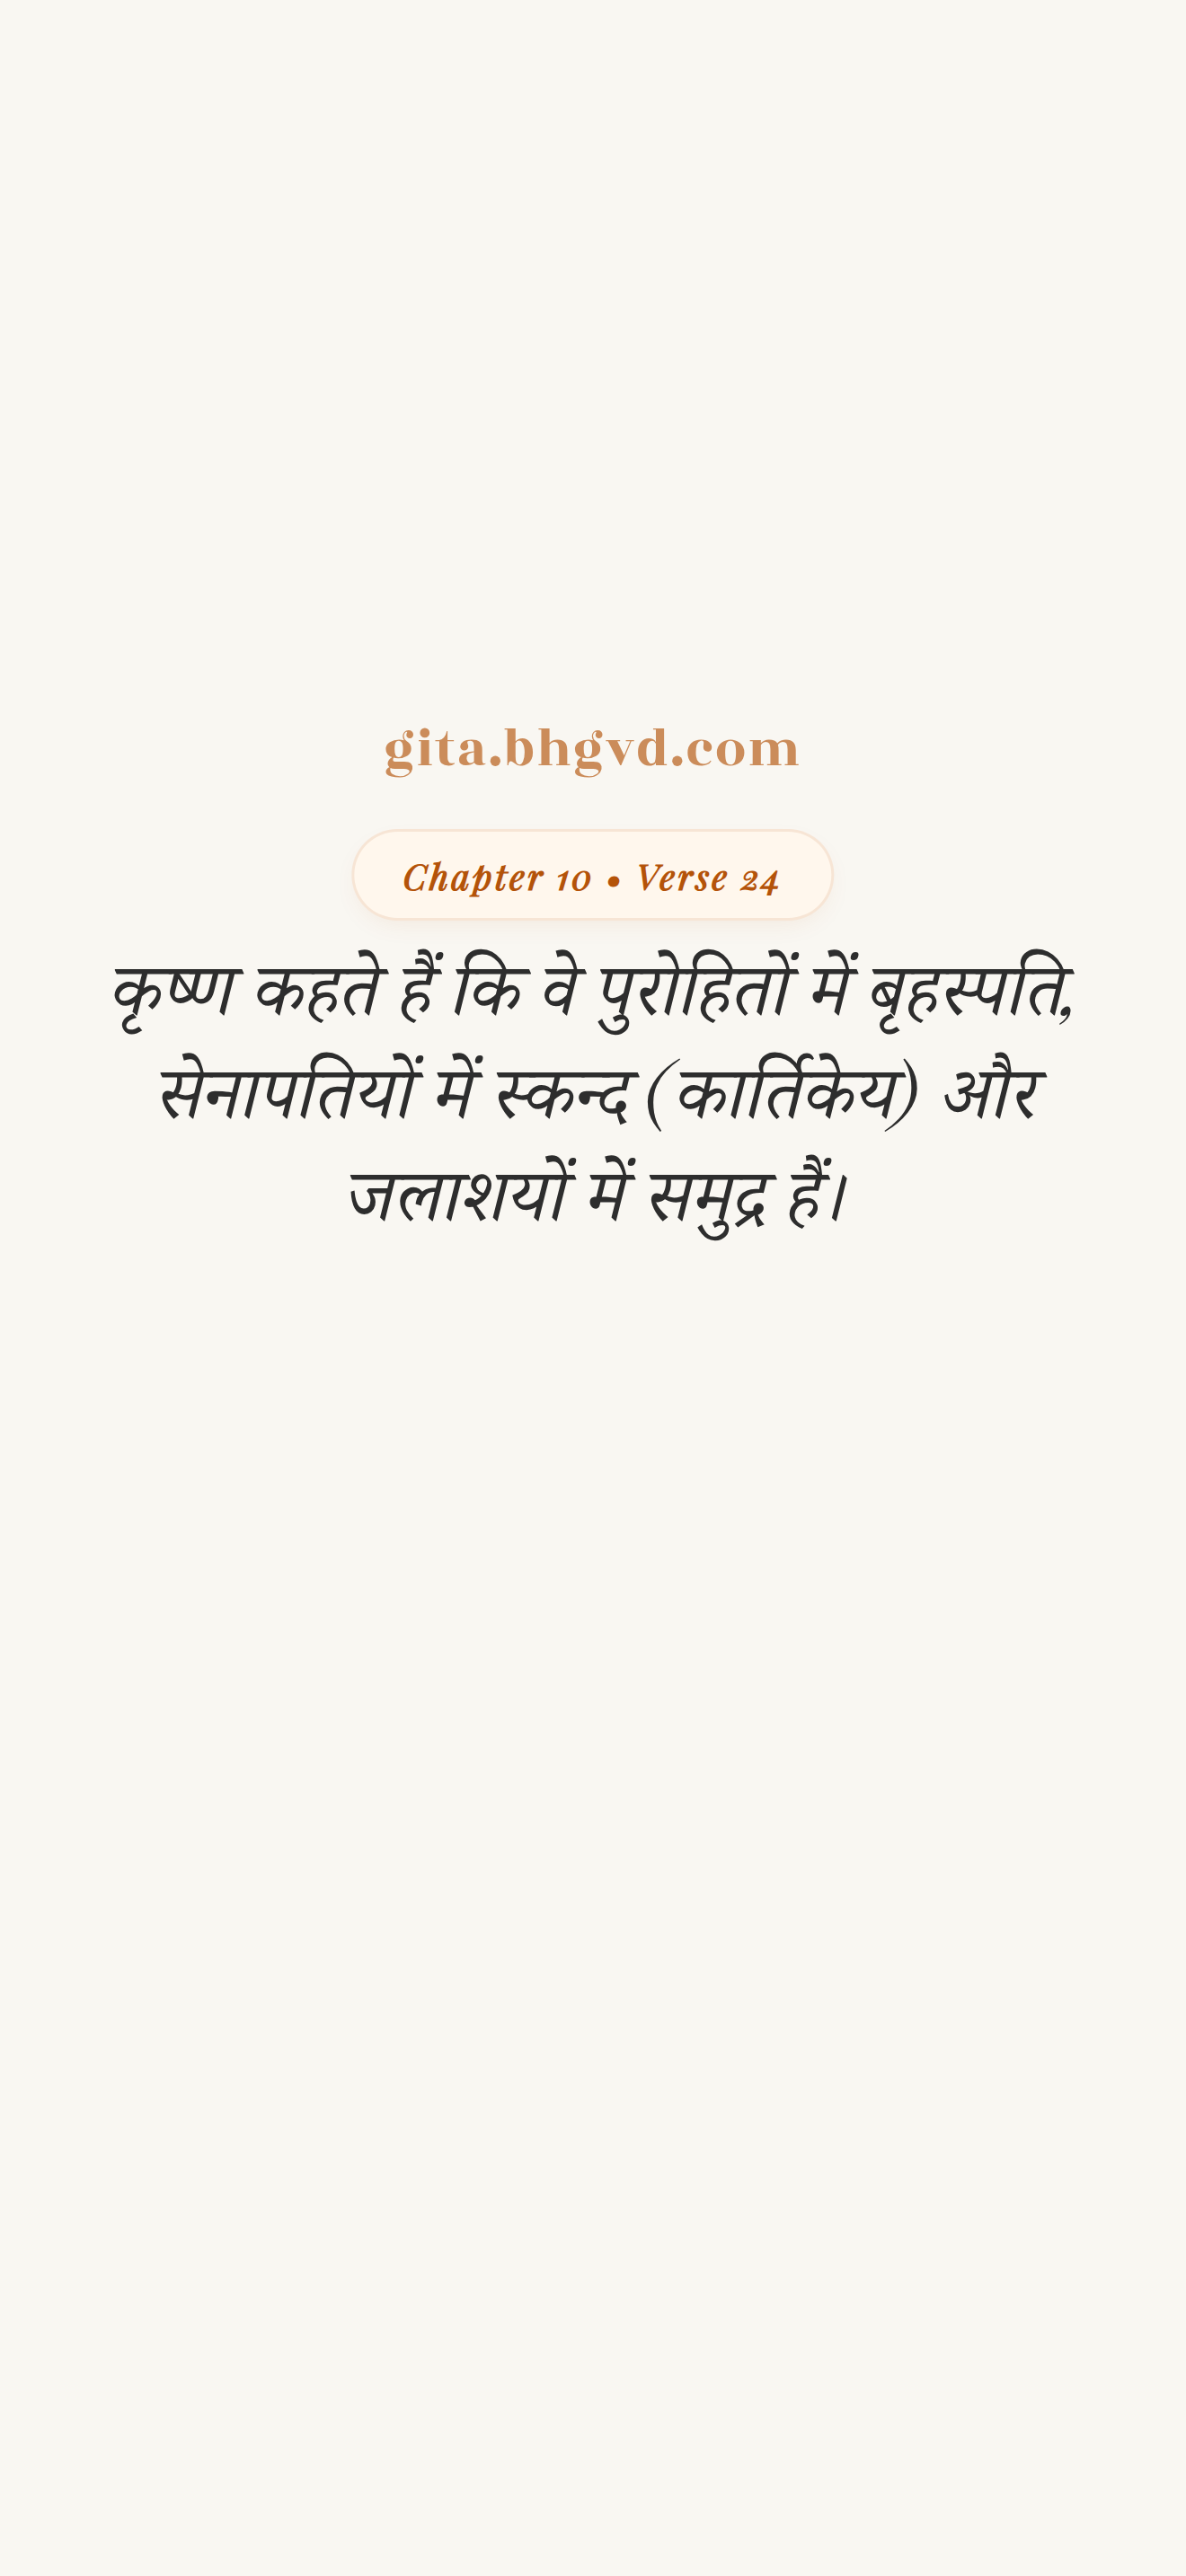 gita.bhgvd.com
Chapter 10 • Verse 24
कृष्ण कहते हैं कि वे पुरोहितों में बृहस्पति,
सेनापतियों में स्कन्द (कार्तिकेय) और
जलाशयों में समुद्र हैं।